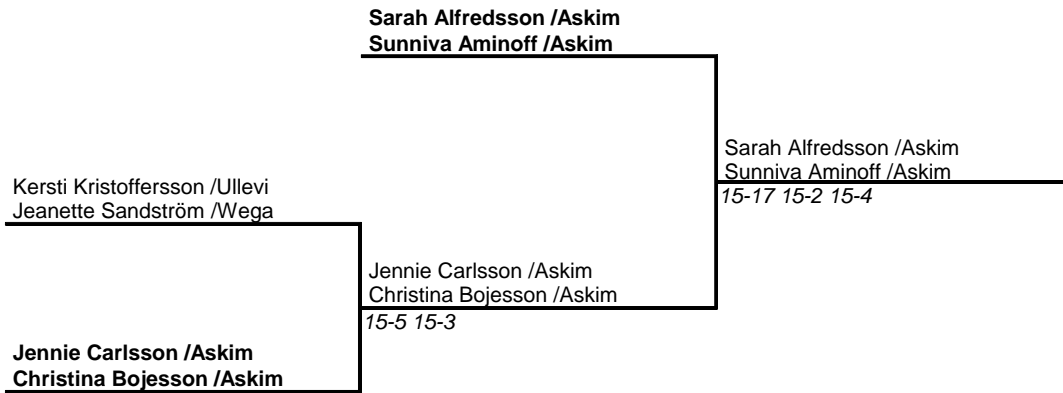 Sarah Alfredsson /Askim
Sunniva Aminoff /Askim
Sarah Alfredsson /Askim
Sunniva Aminoff /Askim
15-17 15-2 15-4
Kersti Kristoffersson /Ullevi
Jeanette Sandström /Wega
Jennie Carlsson /Askim
Christina Bojesson /Askim
15-5 15-3
Jennie Carlsson /Askim
Christina Bojesson /Askim